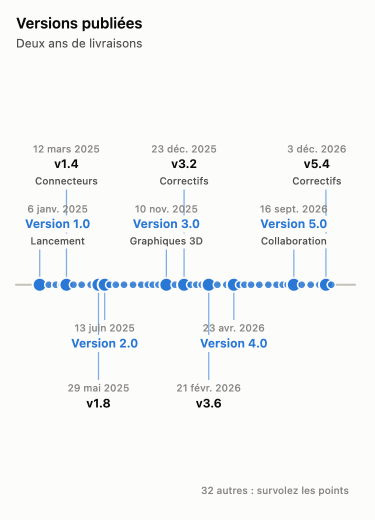 Versions publiées
Deux ans de livraisons
12 mars 2025
v1.4
Connecteurs
23 déc. 2025
v3.2
Correctifs
3 déc. 2026
v5.4
Correctifs
6 janv. 2025
Version 1.0
Lancement
10 nov. 2025
Version 3.0
Graphiques 3D
16 sept. 2026
Version 5.0
Collaboration
13 juin 2025
Version 2.0
23 avr. 2026
Version 4.0
29 mai 2025
v1.8
21 févr. 2026
v3.6
32 autres : survolez les points